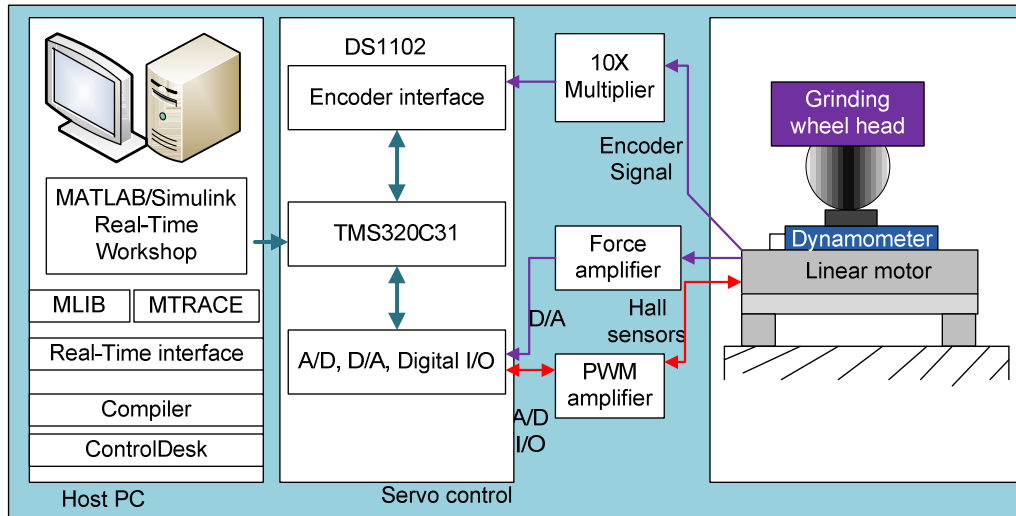 MATLAB/Simulink
Real-Time
Workshop
MLIB
MTRACE
Real-Time interface
Compiler
ControlDesk
Host PC
DS1102
Encoder interface
TMS320C31
A/D, D/A, Digital I/O
Servo control
10X
Multiplier
Encoder
Signal
Force
amplifier
D/A
Hall
sensors
PWM
amplifier
A/D
I/O
Grinding
wheel head
Dynamometer
Linear motor